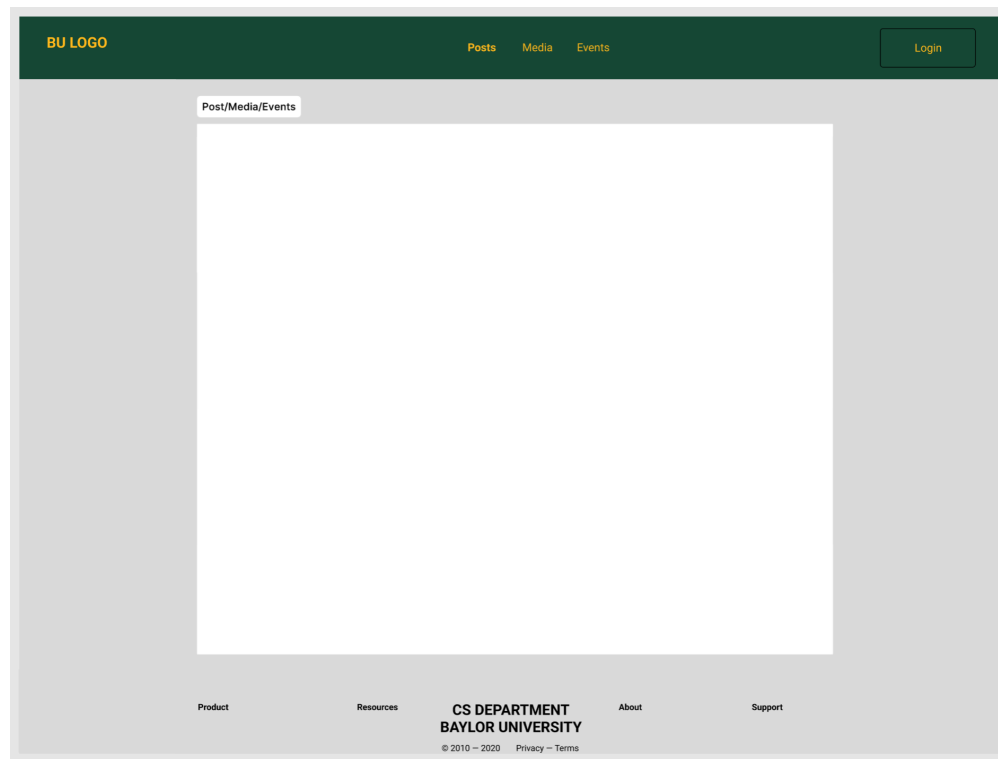 BU LOGO
Posts Media Events
Login
Post/Media/Events
Product
Resources
CS DEPARTMENT
BAYLOR UNIVERSITY
About
Support
© 2010 — 2020 Privacy — Terms